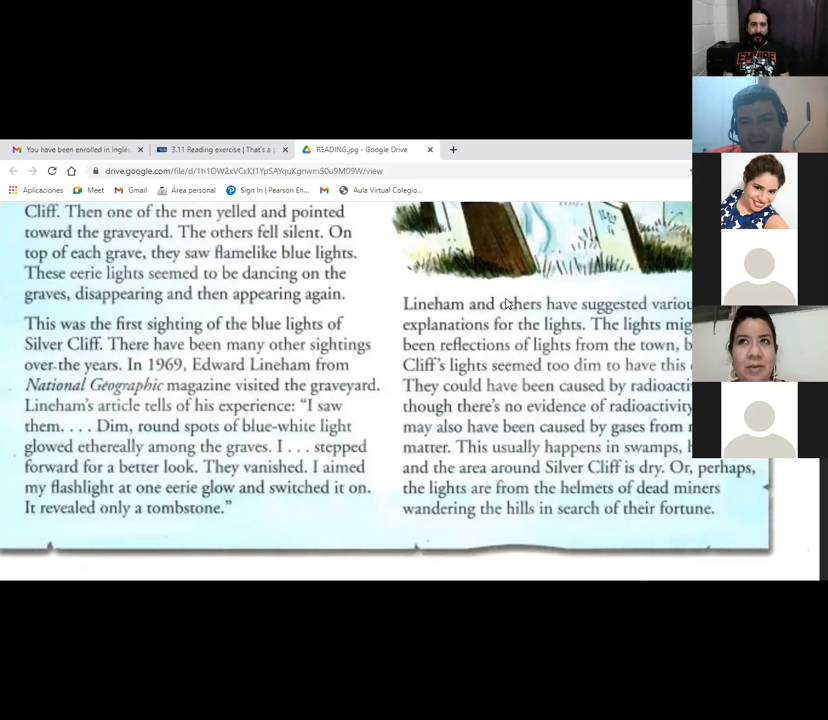 You have been enrolled in Inglés
3.11 Reading exercise | That's a
READING.jpg - Google Drive
drive.google.com/file/d/1h1OW2xVCxKf1YpSAYquKgnwmS0u9M09W/view
Aplicaciones
Meet
Gmail
Área personal
Sign In | Pearson En...
Aula Virtual Colegio...
EMPIRE
Cliff. Then one of the men yelled and pointed
toward the graveyard. The others fell silent. On
top of each grave, they saw flamelike blue lights.
These eerie lights seemed to be dancing on the
graves, disappearing and then appearing again.
This was the first sighting of the blue lights of
Silver Cliff. There have been many other sightings
over the years. In 1969, Edward Lineham from
National Geographic magazine visited the graveyard.
Lineham's article tells of his experience: "I saw
them. . . . Dim, round spots of blue-white light
glowed ethereally among the graves. I . . . stepped
forward for a better look. They vanished. I aimed
my flashlight at one eerie glow and switched it on.
It revealed only a tombstone."
Lineham and others have suggested
explanations for the lights. The lights
been reflections of lights from the town,
Cliff's lights seemed too dim to have this
They could have been caused by
though there's no evidence of radioactivity
may also have been caused by gases from
matter. This usually happens in swamps,
and the area around Silver Cliff is dry. Or, perhaps,
the lights are from the helmets of dead miners
wandering the hills in search of their fortune.